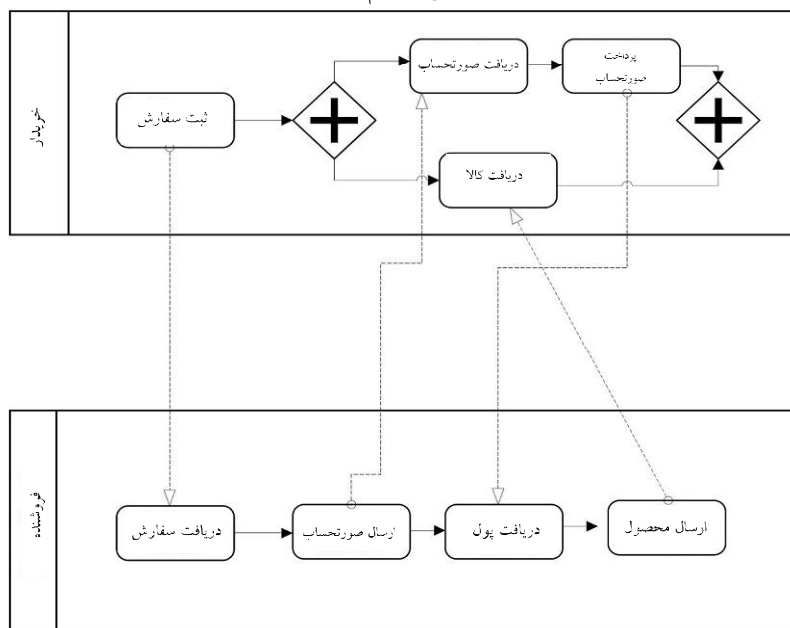 خریدار
ثبت سفارش
دریافت صورتحساب
پرداخت
صورتحساب
دریافت کالا
فروشنده
دریافت سفارش
ارسال صورتحساب
دریافت پول
ارسال محصول